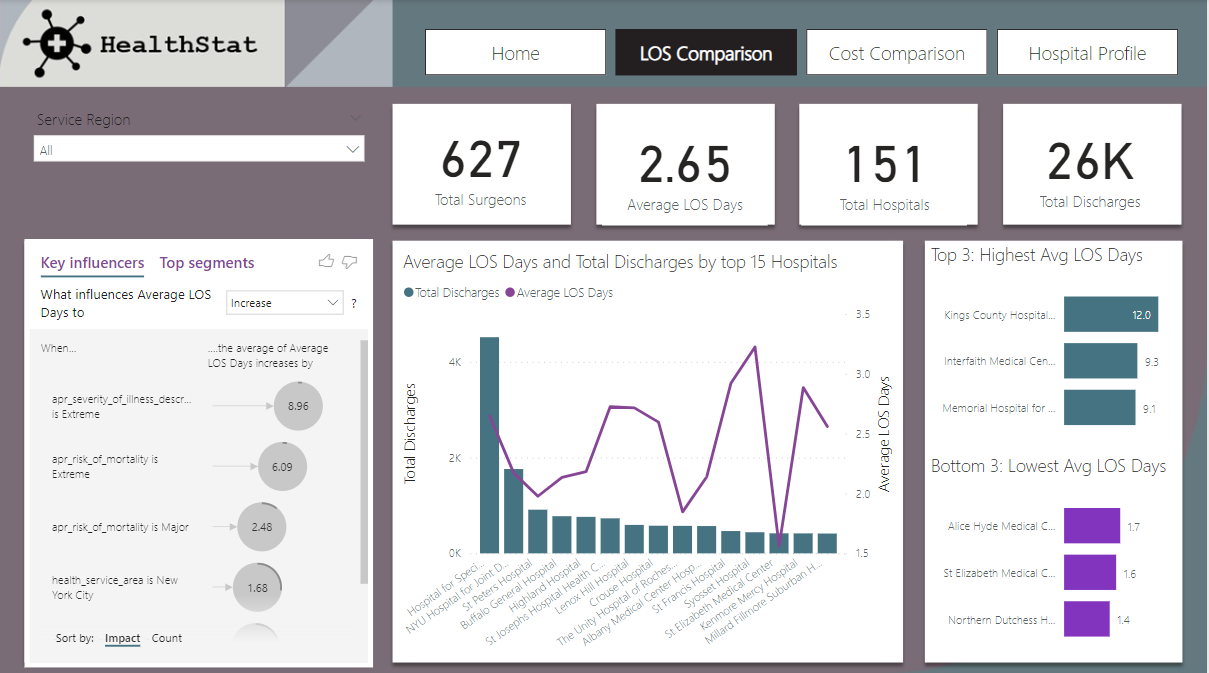 HealthStat
Home
LOS Comparison
Cost Comparison
Hospital Profile
Service Region
All
627
Total Surgeons
2.65
Average LOS Days
151
Total Hospitals
26K
Total Discharges
Key influencers
Top segments
What influences Average LOS
Days to
Increase
?
When...
....the average of Average
LOS Days increases by
apr_severity_of_illness_descr...
is Extreme
8.96
apr_risk_of_mortality is
Extreme
6.09
apr_risk_of_mortality is Major
2.48
health_service_area is New
York City
1.68
Sort by:
Impact
Count
Average LOS Days and Total Discharges by top 15 Hospitals
Total Discharges
Average LOS Days
Total Discharges
4K
2K
0K
3.5
3.0
2.5
2.0
1.5
Average LOS Days
Hospital for Speci...
NYU Hospital for Joint D...
St Peters Hospital
Buffalo General Hospital
Highland Hospital
St Josephs Hospital Health C...
Lenox Hill Hospital
Crouse Hospital
The Unity Hospital of Roches...
Albany Medical Center Hosp...
St Francis Hospital
Syosset Hospital
St Elizabeth Medical Center
Kenmore Mercy Hospital
Millard Fillmore Suburban H...
Top 3: Highest Avg LOS Days
Kings County Hospital...
12.0
Interfaith Medical Cen...
9.3
Memorial Hospital for ...
9.1
Bottom 3: Lowest Avg LOS Days
Alice Hyde Medical C...
1.7
St Elizabeth Medical C...
1.6
Northern Dutchess H...
1.4